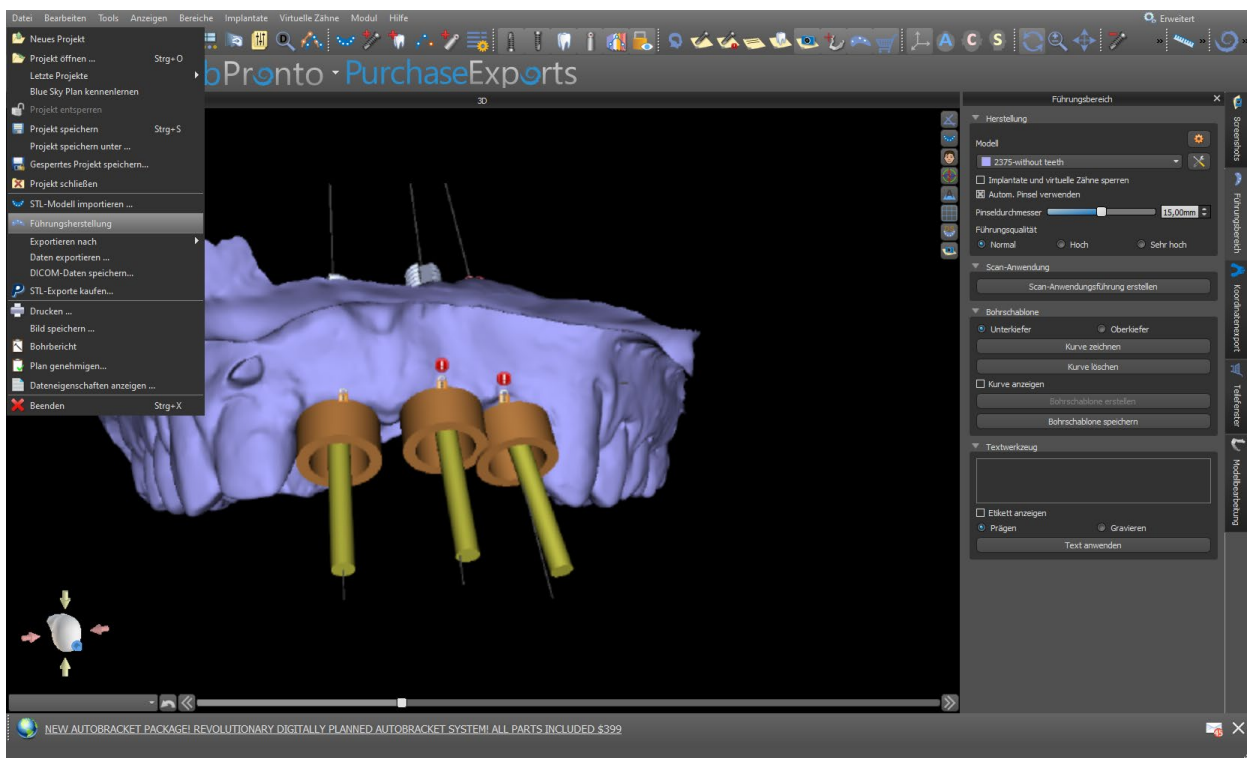 Datei Bearbeiten Tools Anzeigen Bereiche Implantate Virtuelle Zähne Modul Hilfe
Erweitert
Neues Projekt
Projekt öffnen ... Strg+O
Letzte Projekte
Blue Sky Plan kennenlernen
Projekt entsperren
Projekt speichern Strg+S
Projekt speichern unter ...
Gesperrtes Projekt speichern...
Projekt schließen
STL-Modell importieren ...
Führungsherstellung
Exportieren nach
Daten exportieren ...
DICOM-Daten speichern...
STL-Exporte kaufen...
Drucken ...
Bild speichern ...
Bohrbericht
Plan genehmigen...
Dateneigenschaften anzeigen ...
Beenden Strg+X
bPronto · PurchaseExports
3D
Führungsbereich
Herstellung
Modell
2375-without teeth
Implantate und virtuelle Zähne sperren
Autom. Pinsel verwenden
Pinseldurchmesser 15,00mm
Führungsqualität
Normal Hoch Sehr hoch
Scan-Anwendung
Scan-Anwendungsführung erstellen
Bohrschablone
Unterkiefer Oberkiefer
Kurve zeichnen
Kurve löschen
Kurve anzeigen
Bohrschablone erstellen
Bohrschablone speichern
Textwerkzeug
Etikett anzeigen
Prägen Gravieren
Text anwenden
Screenshots
Führungsbereich
Koordinatenexport
Teilefenster
Modellbearbeitung
NEW AUTOBRACKET PACKAGE! REVOLUTIONARY DIGITALLY PLANNED AUTOBRACKET SYSTEM! ALL PARTS INCLUDED $399